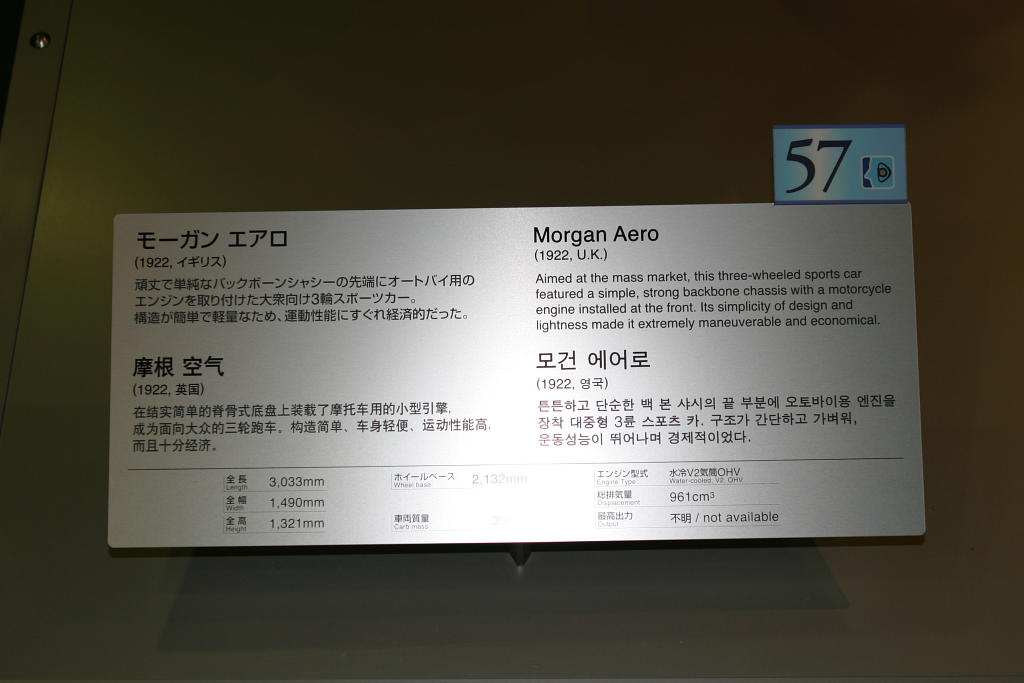 57
モーガン エアロ
(1922, イギリス)
頑丈で単純なバックボーンシャシーの先端にオートバイ用の
エンジンを取り付けた大衆向け3輪スポーツカー。
構造が簡単で軽量なため、運動性能にすぐれ経済的だった。
Morgan Aero
(1922, U.K.)
Aimed at the mass market, this three-wheeled sports car
featured a simple, strong backbone chassis with a motorcycle
engine installed at the front. Its simplicity of design and
lightness made it extremely maneuverable and economical.
摩根 空气
(1922, 英国)
在结实简单的脊骨式底盘上装载了摩托车用的小型引擎,
成为面向大众的三轮跑车。构造简单、车身轻便、运动性能高,
而且十分经济。
모건 에어로
(1922, 영국)
튼튼하고 단순한 백 본 샤시의 끝 부분에 오토바이용 엔진을
장착 대중형 3륜 스포츠 카. 구조가 간단하고 가벼워,
운동성능이 뛰어나며 경제적이었다.
全長 3,033mm
Length
全幅 1,490mm
Width
全高 1,321mm
Height
ホイールベース 2,132mm
Wheel base
車両質量
Carb mass
エンジン型式 水冷V2気筒OHV
Engine Type Water-cooled, V2, OHV
総排気量 961cm³
Displacement
最高出力 不明 / not available
Output